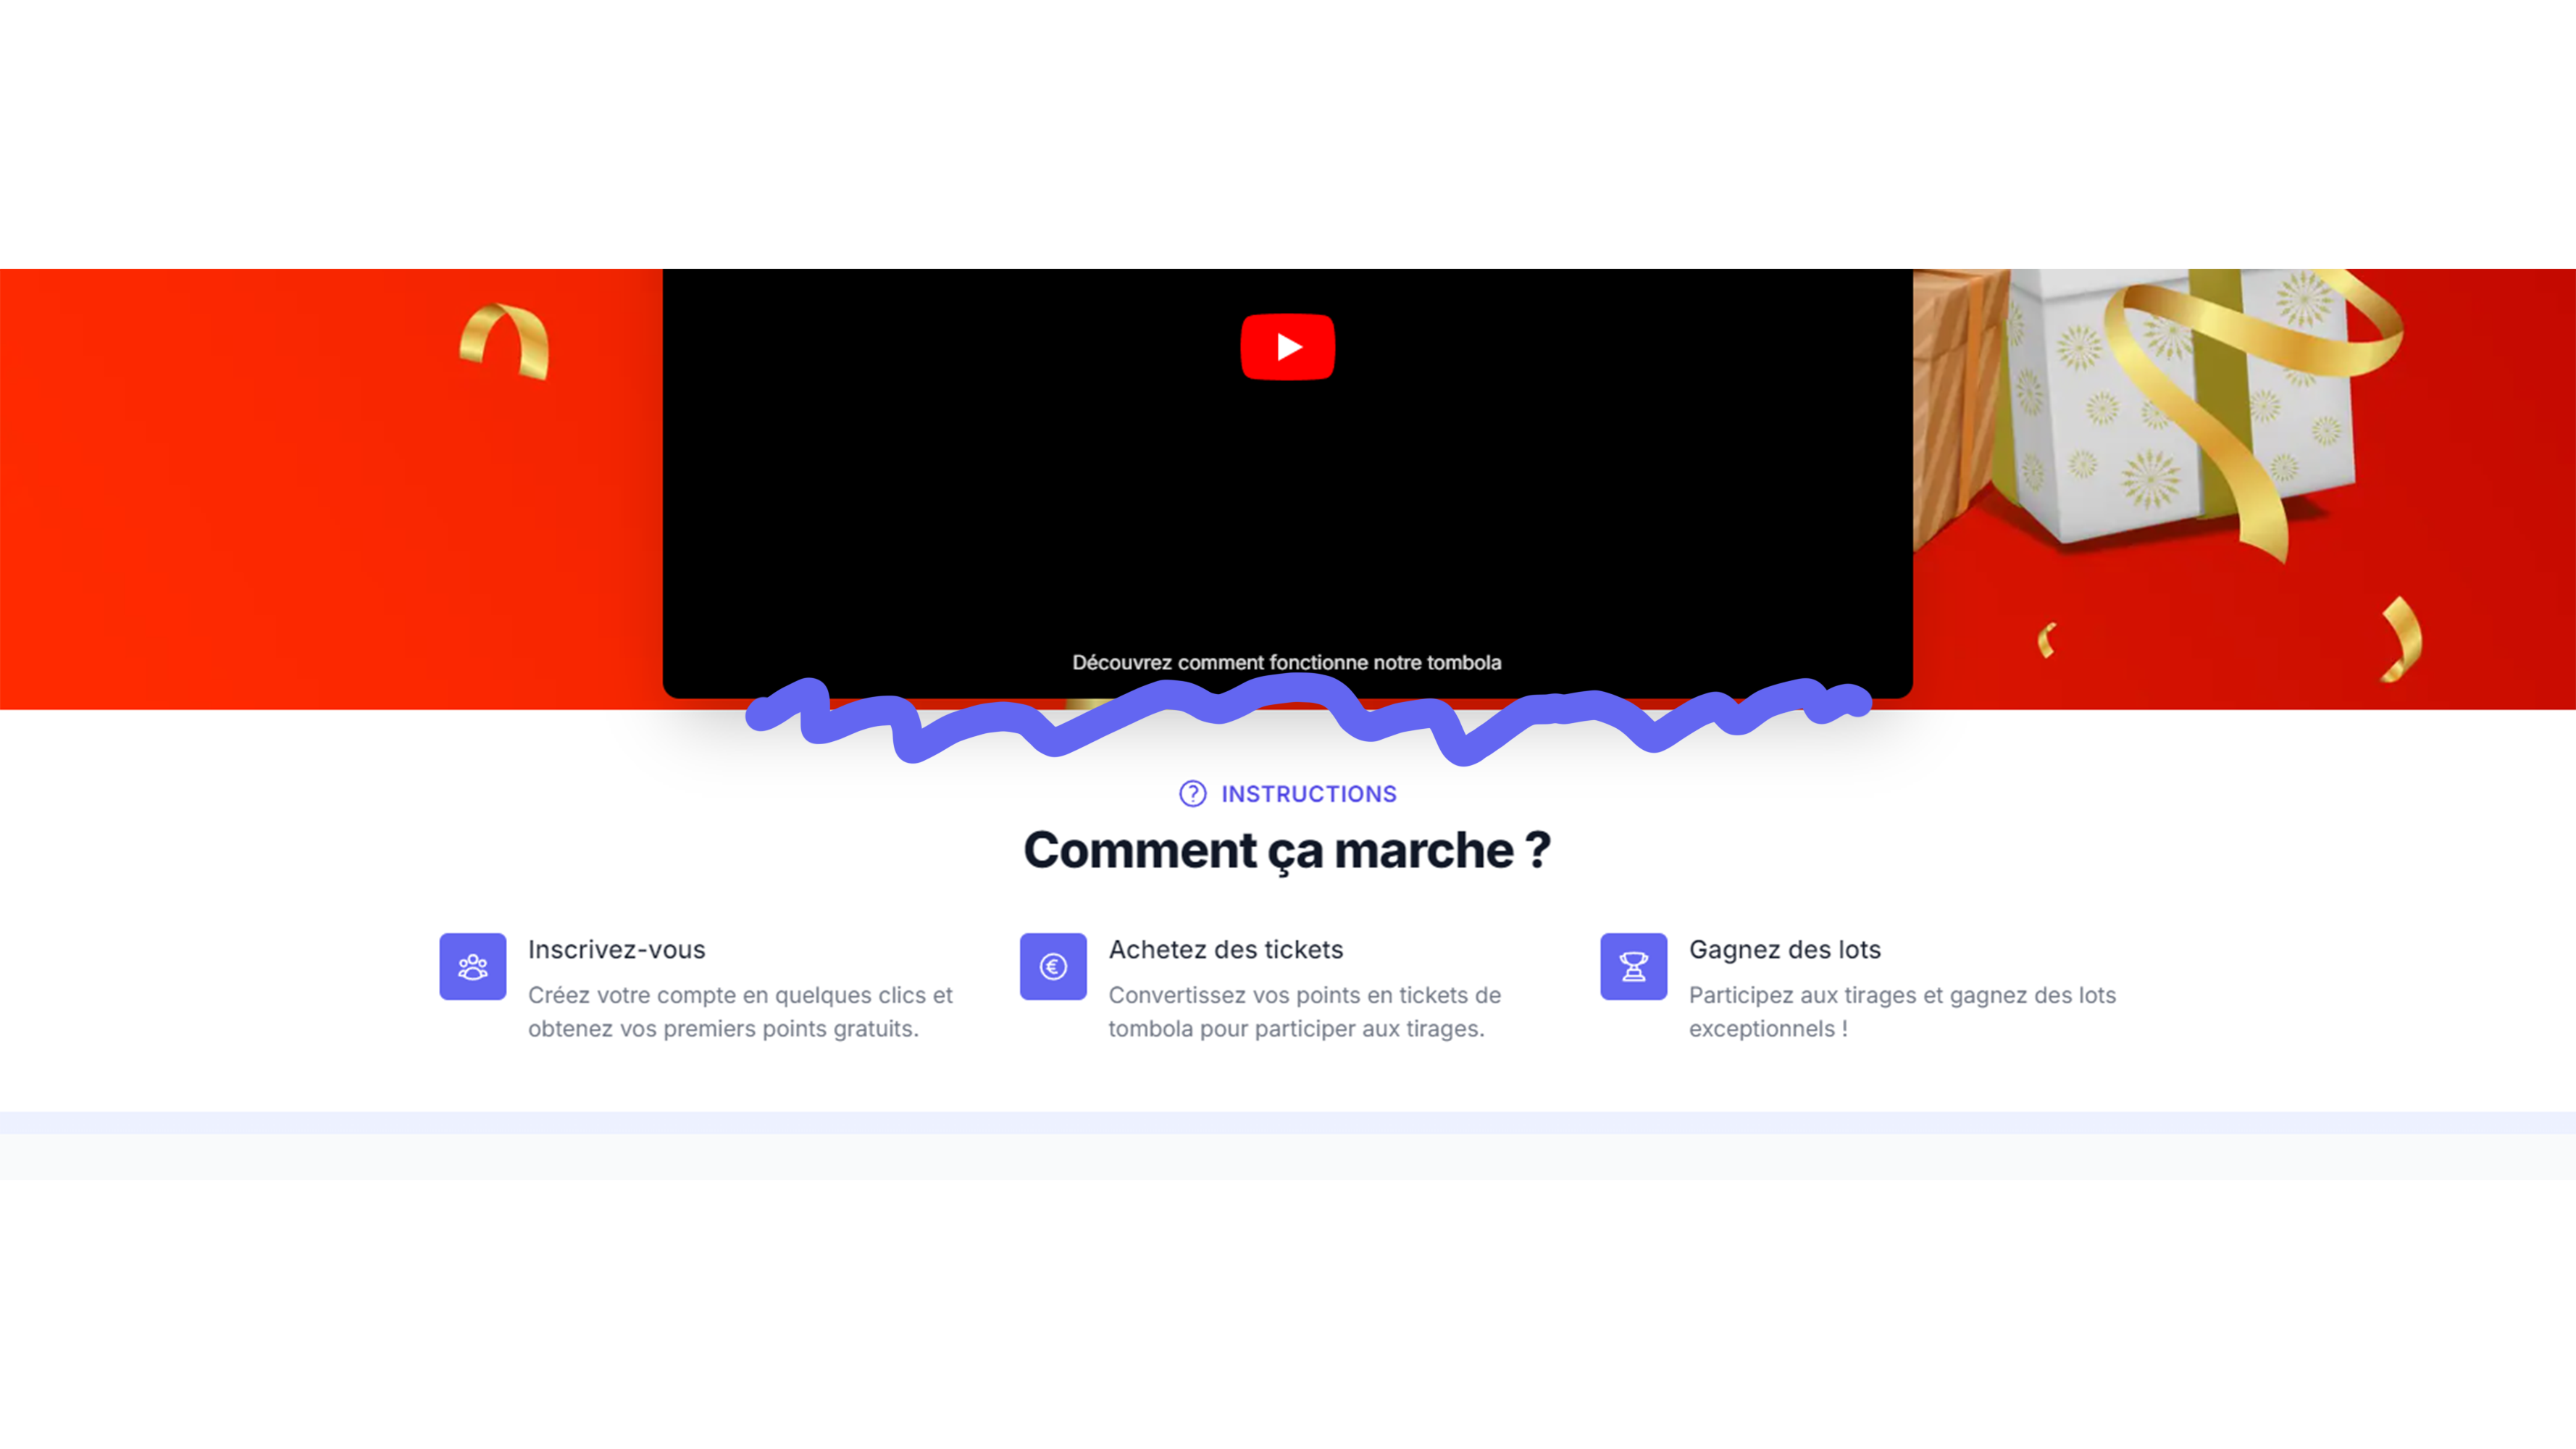 Découvrez comment fonctionne notre tombola
INSTRUCTIONS
Comment ça marche ?
Inscrivez-vous
Créez votre compte en quelques clics et
obtenez vos premiers points gratuits.
Achetez des tickets
Convertissez vos points en tickets de
tombola pour participer aux tirages.
Gagnez des lots
Participez aux tirages et gagnez des lots
exceptionnels !